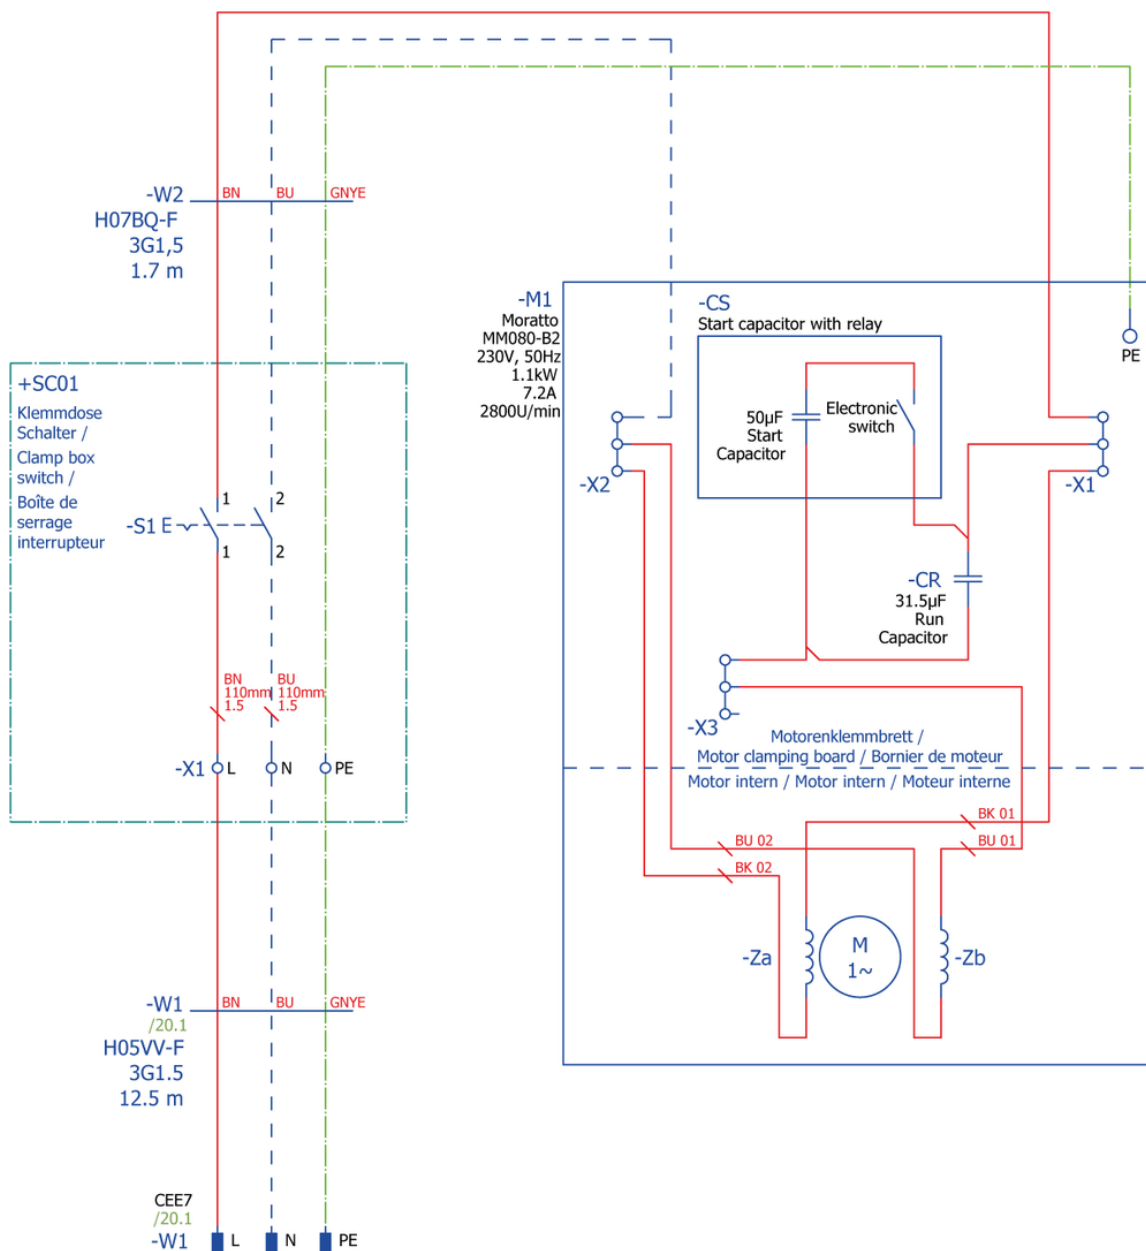 -W2
BN
BU
GNYE
H07BQ-F
3G1,5
1.7 m
-M1
Moratto
MM080-B2
230V, 50Hz
1.1kW
7.2A
2800U/min
-CS
Start capacitor with relay
50µF
Start
Capacitor
Electronic
switch
PE
-X2
-X1
-CR
31.5µF
Run
Capacitor
-X3
Motorenklemmbrett /
Motor clamping board / Bornier de moteur
Motor intern / Motor intern / Moteur interne
BK 01
BU 02
BU 01
BK 02
-Za
M
1~
-Zb
+SC01
Klemmdose
Schalter /
Clamp box
switch /
Boîte de
serrage
interrupteur
-S1
1
2
1
2
BN
110mm
1.5
BU
110mm
1.5
-X1
L
N
PE
-W1
BN
BU
GNYE
/20.1
H05VV-F
3G1.5
12.5 m
CEE7
/20.1
-W1
L
N
PE